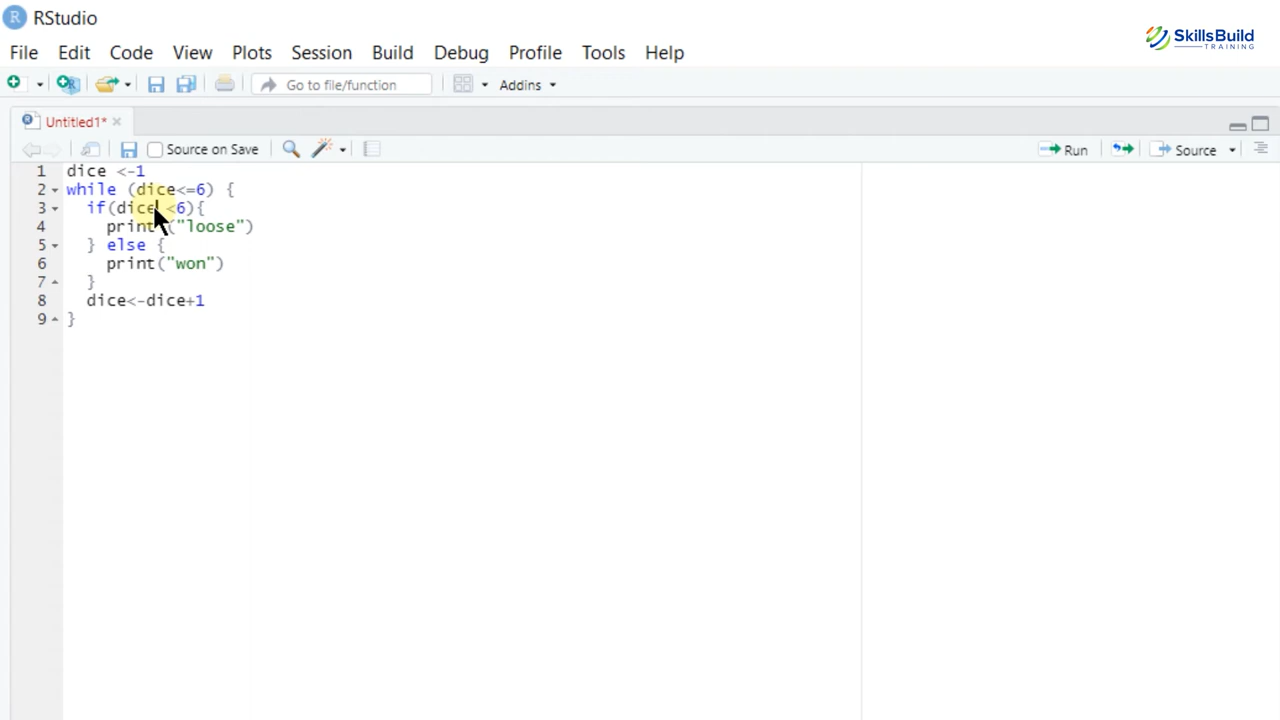 RStudio
SkillsBuild
TRAINING
File Edit Code View Plots Session Build Debug Profile Tools Help
Go to file/function Addins
Untitled1*
Source on Save Run Source
1 dice <-1
2 while (dice<=6) {
3 if(dice <6){
4 print ("loose")
5 } else {
6 print("won")
7 }
8 dice<-dice+1
9 }